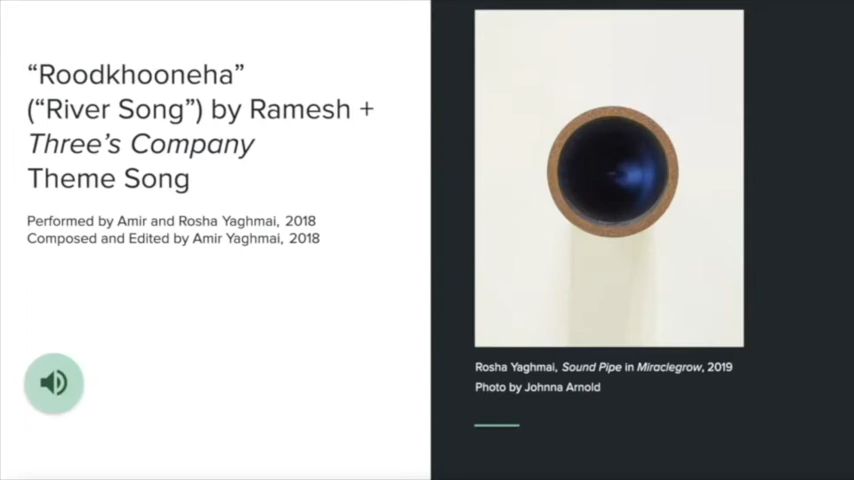 “Roodkhooneha”
(“River Song”) by Ramesh +
Three’s Company
Theme Song
Performed by Amir and Rosha Yaghmai, 2018
Composed and Edited by Amir Yaghmai, 2018
Rosha Yaghmai, Sound Pipe in Miraclegrow, 2019
Photo by Johnna Arnold